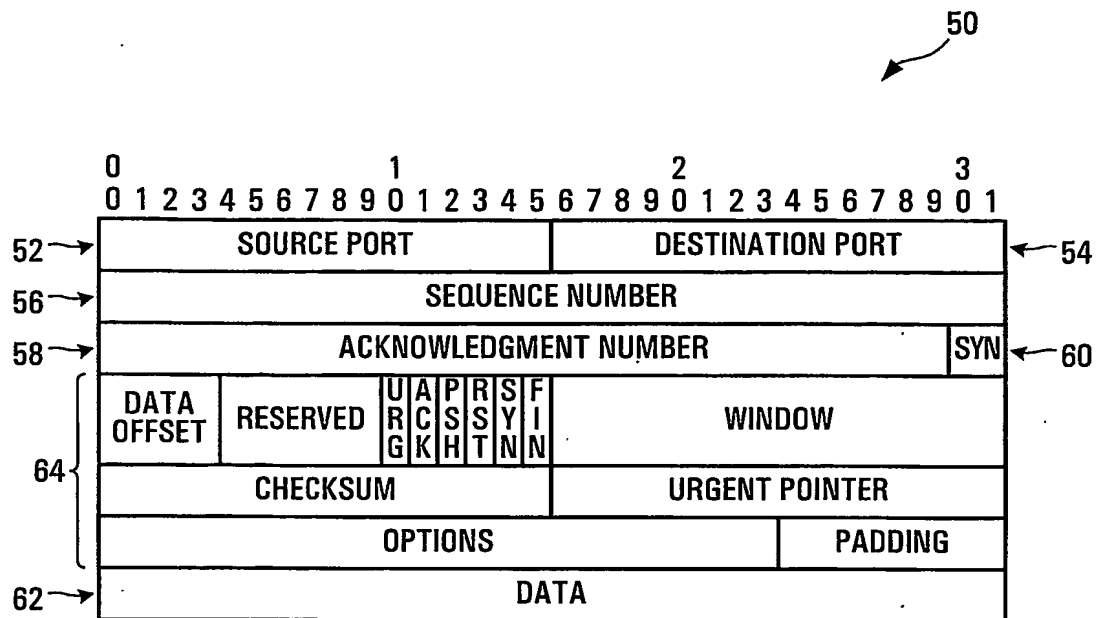 50
0 1 2 3
0 1 2 3 4 5 6 7 8 9 0 1 2 3 4 5 6 7 8 9 0 1 2 3 4 5 6 7 8 9 0 1
52 SOURCE PORT DESTINATION PORT 54
56 SEQUENCE NUMBER
58 ACKNOWLEDGMENT NUMBER SYN 60
DATA OFFSET RESERVED URG ACK PSH RST SYN FIN WINDOW
64 CHECKSUM URGENT POINTER
OPTIONS PADDING
62 DATA